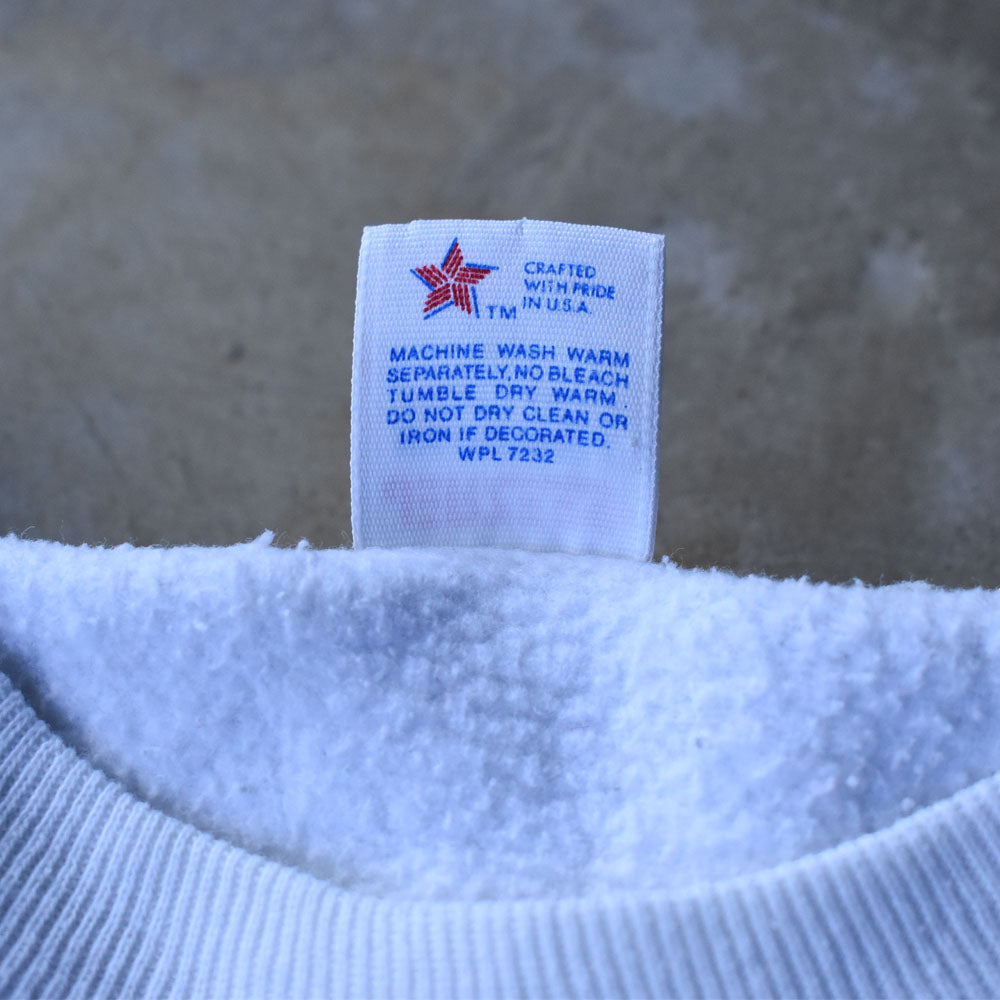 CRAFTED
WITH PRIDE
IN U.S.A.
TM
MACHINE WASH WARM
SEPARATELY, NO BLEACH
TUMBLE DRY WARM
DO NOT DRY CLEAN OR
IRON IF DECORATED.
WPL 7232